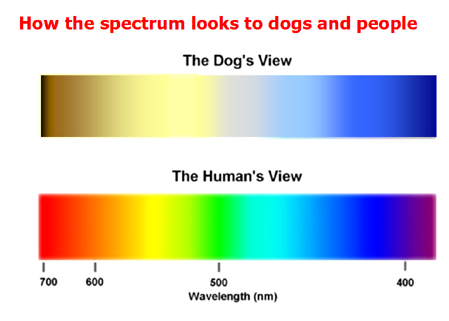 How the spectrum looks to dogs and people
The Dog's View
The Human's View
700 600 500 400
Wavelength (nm)